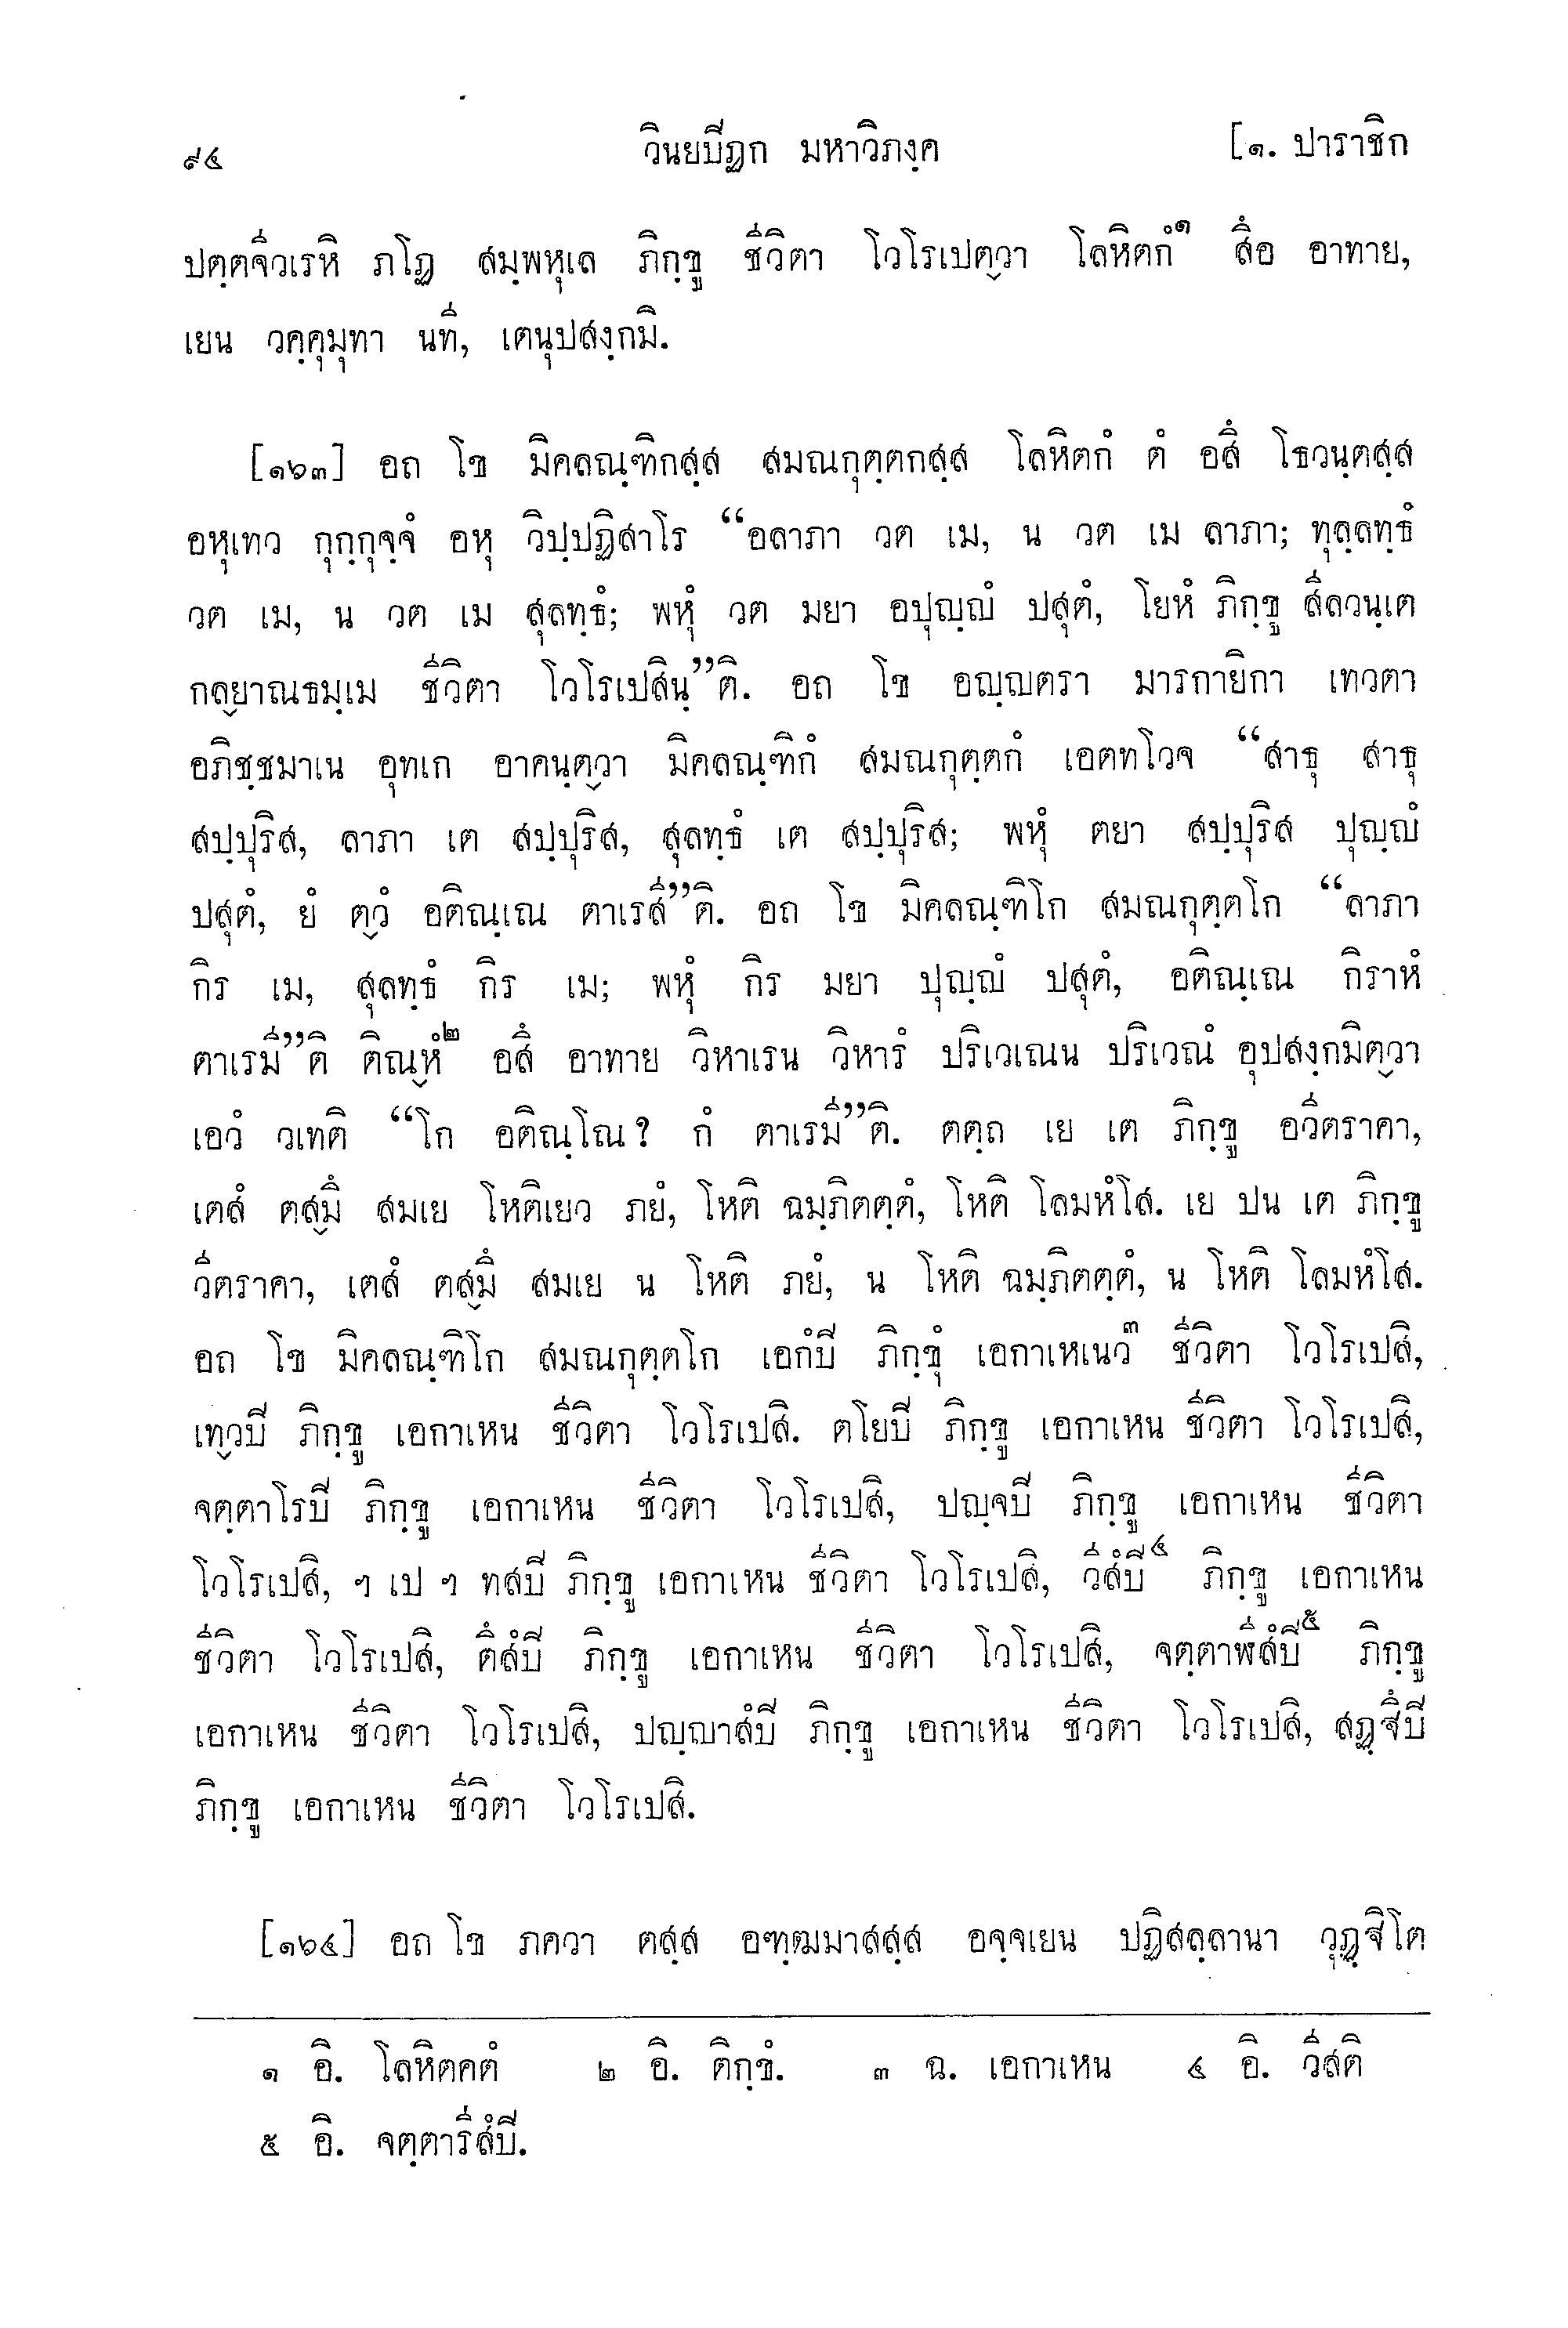 ๙๔ วินยปิฏก มหาวิภงฺค [๑. ปาราชิก
ปตฺตจีวเรหิ ภโฏ สมฺพหุเล ภิกฺขู ชีวิตา โวโรเปตฺวา โลหิตกํ๑ สิํอ อาทาย,
เยน วคฺคุมุทา นที, เตนุปสงฺกมิ.
[๑๖๓] อถ โข มิคลณฺฑิกสฺส สมณกุตฺตกสฺส โลหิตกํ ตํ อสิํ โธวนฺตสฺส
อหุเทว กุกฺกุจฺจํ อหุ วิปฺปฏิสาโร “อลาภา วต เม, น วต เม ลาภา; ทุลฺลทฺธํ
วต เม, น วต เม สุลทฺธํ; พหุํ วต มยา อปุญฺญํ ปสุตํ, โยหํ ภิกฺขู สีลวนฺเต
กลฺยาณธมฺเม ชีวิตา โวโรเปสินฺ”ติ. อถ โข อญฺญตรา มารกายิกา เทวตา
อภิชฺชมาเน อุทเก อาคนฺตฺวา มิคลณฺฑิกํ สมณกุตฺตกํ เอตทโวจ “สาธุ สาธุ
สปฺปุริส, ลาภา เต สปฺปุริส, สุลทฺธํ เต สปฺปุริส; พหุํ ตยา สปฺปุริส ปุญฺญํ
ปสุตํ, ยํ ตฺวํ อติณฺเณ ตาเรสี”ติ. อถ โข มิคลณฺฑิโก สมณกุตฺตโก “ลาภา
กิร เม, สุลทฺธํ กิร เม; พหุํ กิร มยา ปุญฺญํ ปสุตํ, อติณฺเณ กิราหํ
ตาเรมี”ติ ติณฺหํ๒ อสิํ อาทาย วิหาเรน วิหารํ ปริเวเณน ปริเวณํ อุปสงฺกมิตฺวา
เอวํ วเทติ “โก อติณฺโณ? กํ ตาเรมี”ติ. ตตฺถ เย เต ภิกฺขู อวีตราคา,
เตสํ ตสฺมิํ สมเย โหติเยว ภยํ, โหติ ฉมฺภิตตฺตํ, โหติ โลมหํโส. เย ปน เต ภิกฺขู
วีตราคา, เตสํ ตสฺมิํ สมเย น โหติ ภยํ, น โหติ ฉมฺภิตตฺตํ, น โหติ โลมหํโส.
อถ โข มิคลณฺฑิโก สมณกุตฺตโก เอกํปิ ภิกฺขุํ เอกาเหเนว๓ ชีวิตา โวโรเปสิ,
เทฺวปิ ภิกฺขู เอกาเหน ชีวิตา โวโรเปสิ. ตโยปิ ภิกฺขู เอกาเหน ชีวิตา โวโรเปสิ,
จตฺตาโรปิ ภิกฺขู เอกาเหน ชีวิตา โวโรเปสิ, ปญฺจปิ ภิกฺขู เอกาเหน ชีวิตา
โวโรเปสิ, ฯ เป ฯ ทสปิ ภิกฺขู เอกาเหน ชีวิตา โวโรเปสิ, วีสํปิ๔ ภิกฺขู เอกาเหน
ชีวิตา โวโรเปสิ, ติํสํปิ ภิกฺขู เอกาเหน ชีวิตา โวโรเปสิ, จตฺตาฬีสํปิ๕ ภิกฺขู
เอกาเหน ชีวิตา โวโรเปสิ, ปญฺญาสํปิ ภิกฺขู เอกาเหน ชีวิตา โวโรเปสิ, สฏฺฐิํปิ
ภิกฺขู เอกาเหน ชีวิตา โวโรเปสิ.
[๑๖๔] อถ โข ภควา ตสฺส อฑฺฒมาสสฺส อจฺจเยน ปฏิสลฺลานา วุฏฺฐิโต
๑ อิ. โลหิตคตํ ๒ อิ. ติกฺขํ. ๓ ฉ. เอกาเหน ๔ อิ. วีสติ
๕ อิ. จตฺตารีสํปิ.